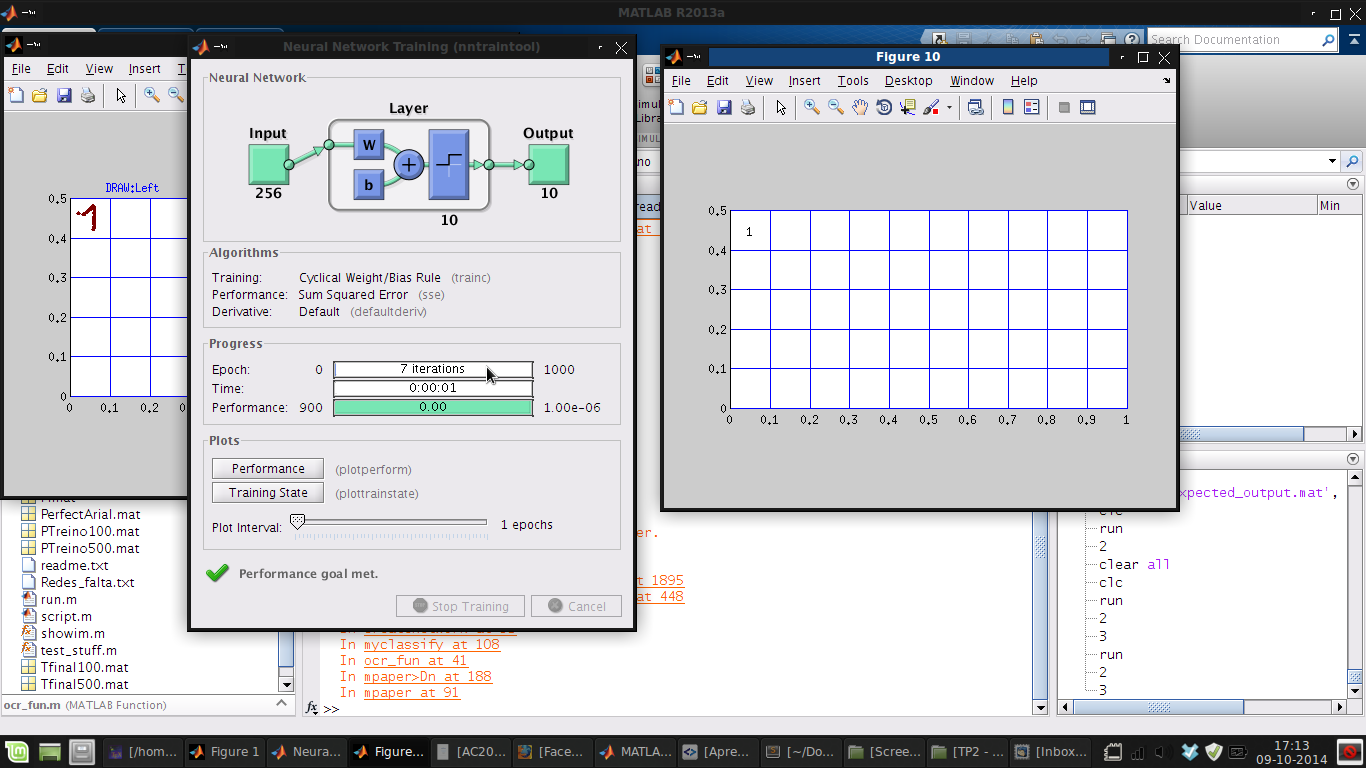 MATLAB R2013a
Search Documentation
Neural Network Training (nntraintool)
File Edit View Insert T
DRAW:Left
0.5
0.4
0.3
0.2
0.1
0
0 0.1 0.2
1
Neural Network
Layer
Input
W
b
+
Output
256
10
10
Algorithms
Training: Cyclical Weight/Bias Rule (trainc)
Performance: Sum Squared Error (sse)
Derivative: Default (defaultderiv)
Progress
Epoch: 0 7 iterations 1000
Time: 0:00:01
Performance: 900 0.00 1.00e-06
Plots
Performance (plotperform)
Training State (plottrainstate)
Plot Interval: 1 epochs
Performance goal met.
Stop Training Cancel
Figure 10
File Edit View Insert Tools Desktop Window Help
0.5
0.4
0.3
0.2
0.1
0
0 0.1 0.2 0.3 0.4 0.5 0.6 0.7 0.8 0.9 1
1
Value Min
PerfectArial.mat
PTreino100.mat
PTreino500.mat
readme.txt
Redes_falta.txt
run.m
script.m
showim.m
test_stuff.m
Tfinal100.mat
Tfinal500.mat
ocr_fun.m (MATLAB Function)
at
er.
t 1895
at 448
In myclassify at 108
In ocr_fun at 41
In mpaper>Dn at 188
In mpaper at 91
fx >>
xpected_output.mat',
clc
run
2
clear all
clc
run
2
3
run
2
3
[/hom... Figure 1 Neura... Figure... [AC20... [Face... MATLA... [Apre... [~/Do... [Scree... [TP2 - ... [Inbox...
17:13
09-10-2014